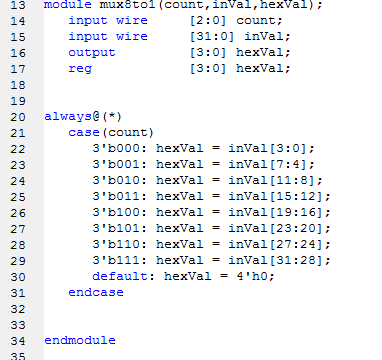 13 module mux8to1(count,inVal,hexVal);
14 input wire [2:0] count;
15 input wire [31:0] inVal;
16 output [3:0] hexVal;
17 reg [3:0] hexVal;
18
19
20 always@(*)
21 case(count)
22 3'b000: hexVal = inVal[3:0];
23 3'b001: hexVal = inVal[7:4];
24 3'b010: hexVal = inVal[11:8];
25 3'b011: hexVal = inVal[15:12];
26 3'b100: hexVal = inVal[19:16];
27 3'b101: hexVal = inVal[23:20];
28 3'b110: hexVal = inVal[27:24];
29 3'b111: hexVal = inVal[31:28];
30 default: hexVal = 4'h0;
31 endcase
32
33
34 endmodule
35